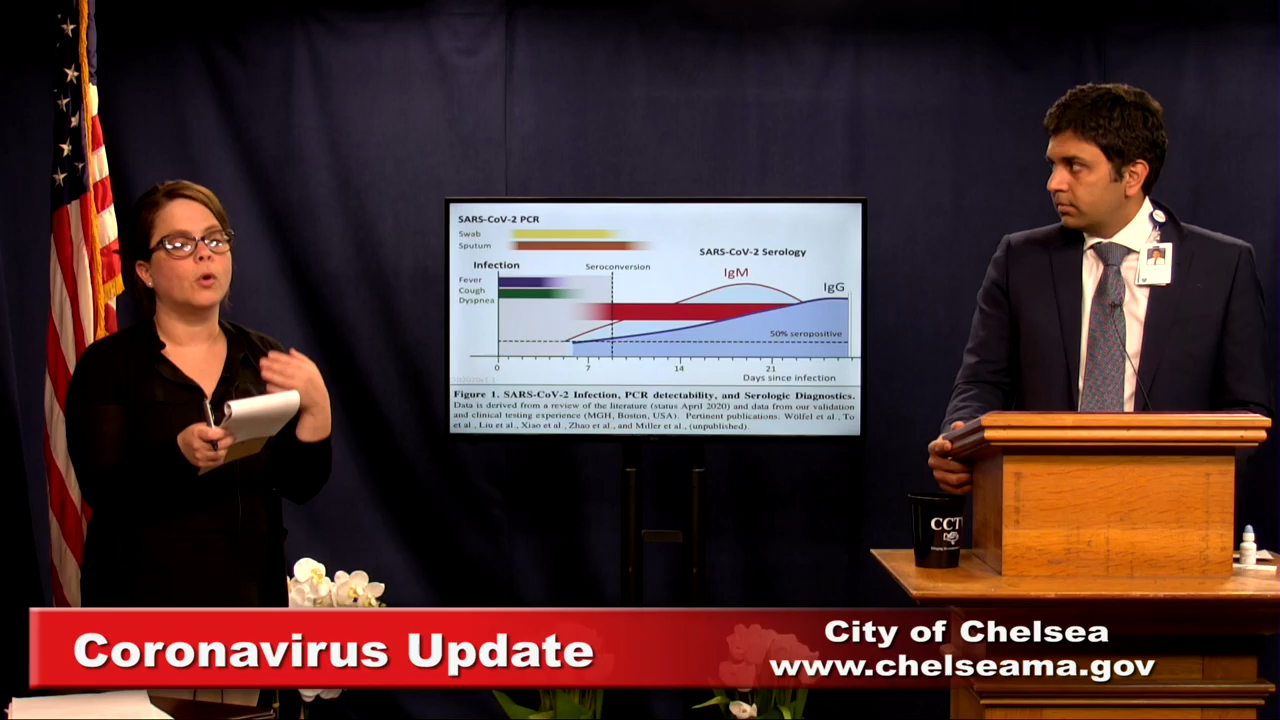 SARS-CoV-2 PCR
Swab
Sputum
SARS-CoV-2 Serology
Infection
Seroconversion
IgM
Fever
IgG
Cough
Dyspnea
50% seropositive
0 7 14 21
Days since infection
Figure 1. SARS-CoV-2 Infection, PCR detectability, and Serologic Diagnostics.
Data is derived from a review of the literature (status April 2020) and data from our validation
and clinical testing experience (MGH, Boston, USA). Pertinent publications. Wölfel et al., To
et al., Liu et al., Xiao et al., Zhao et al., and Miller et al., (unpublished).
CCT
Coronavirus Update
City of Chelsea
www.chelseama.gov